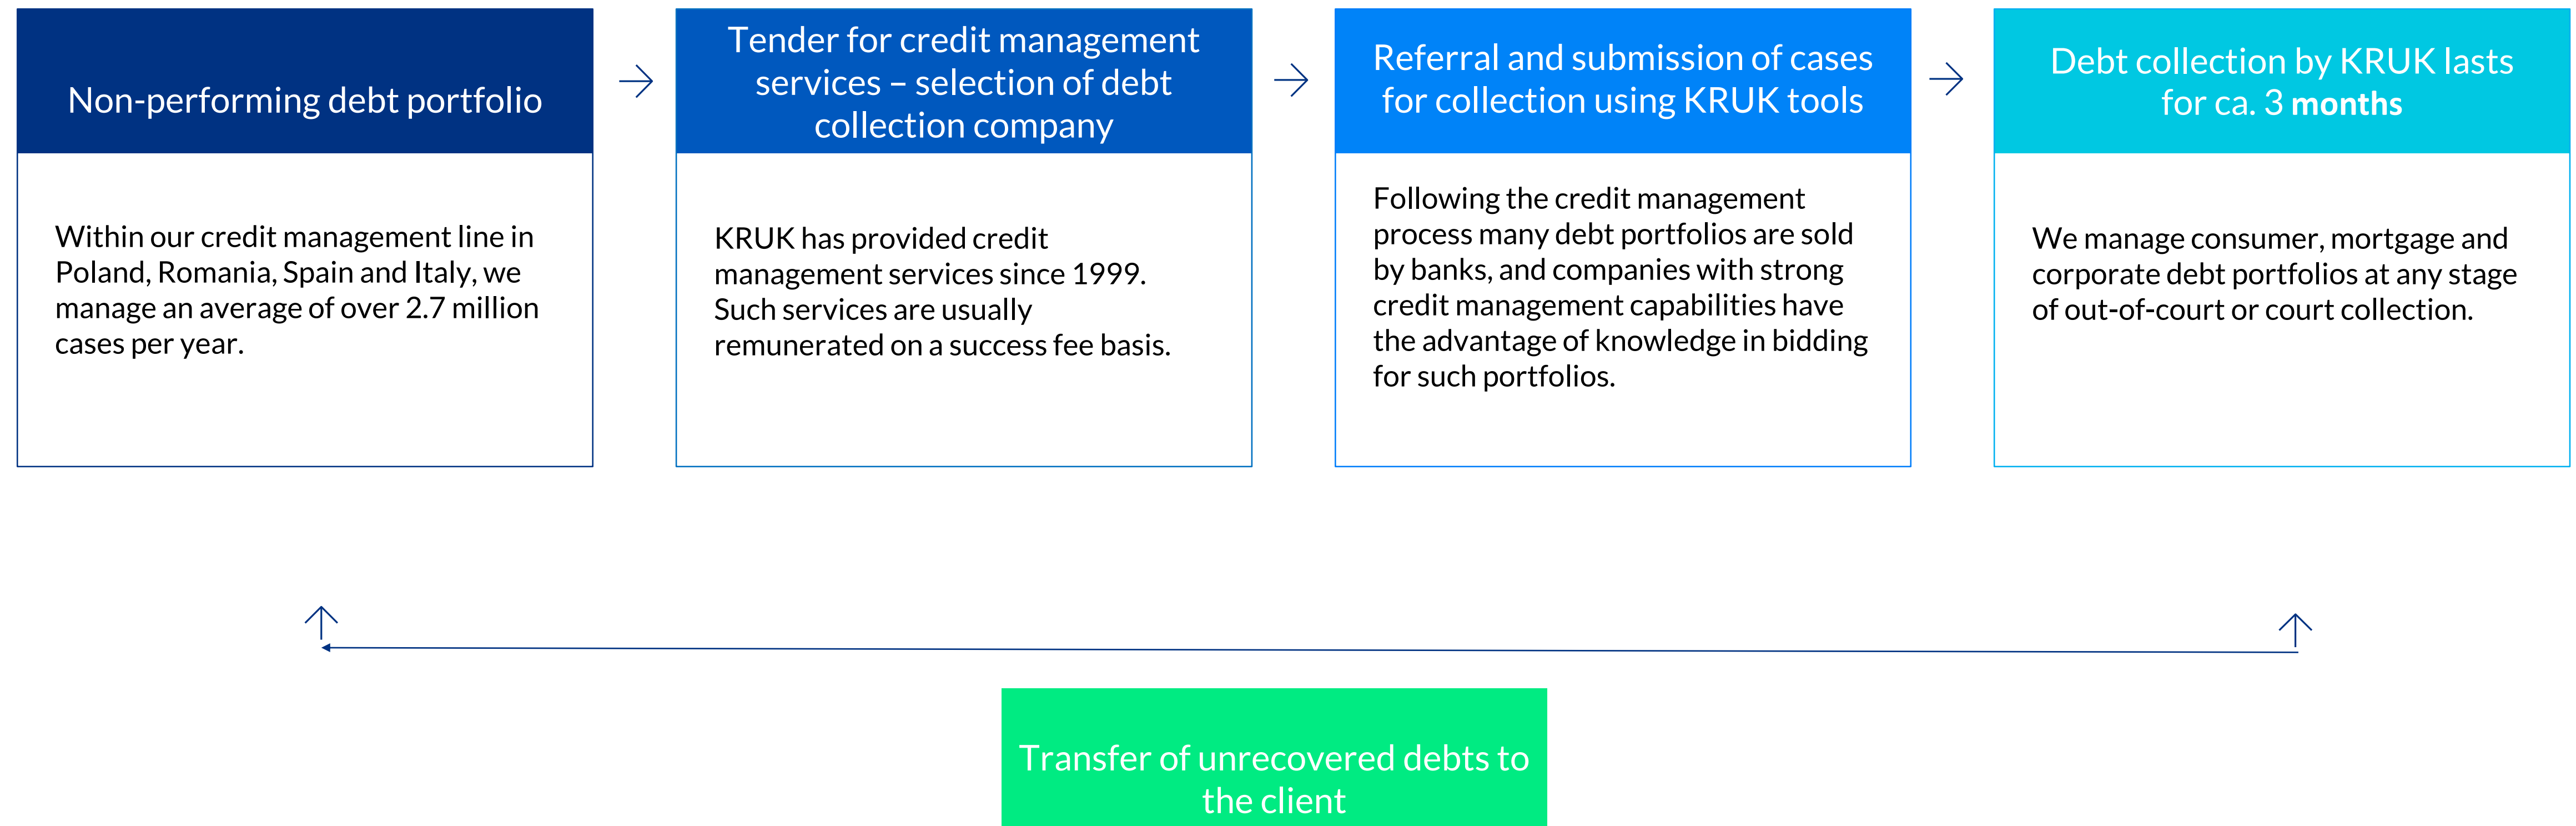 Non-performing debt portfolio
Within our credit management line in
Poland, Romania, Spain and Italy, we
manage an average of over 2.7 million
cases per year.
Tender for credit management
services – selection of debt
collection company
KRUK has provided credit
management services since 1999.
Such services are usually
remunerated on a success fee basis.
Referral and submission of cases
for collection using KRUK tools
Following the credit management
process many debt portfolios are sold
by banks, and companies with strong
credit management capabilities have
the advantage of knowledge in bidding
for such portfolios.
Debt collection by KRUK lasts
for ca. 3 months
We manage consumer, mortgage and
corporate debt portfolios at any stage
of out-of-court or court collection.
Transfer of unrecovered debts to
the client